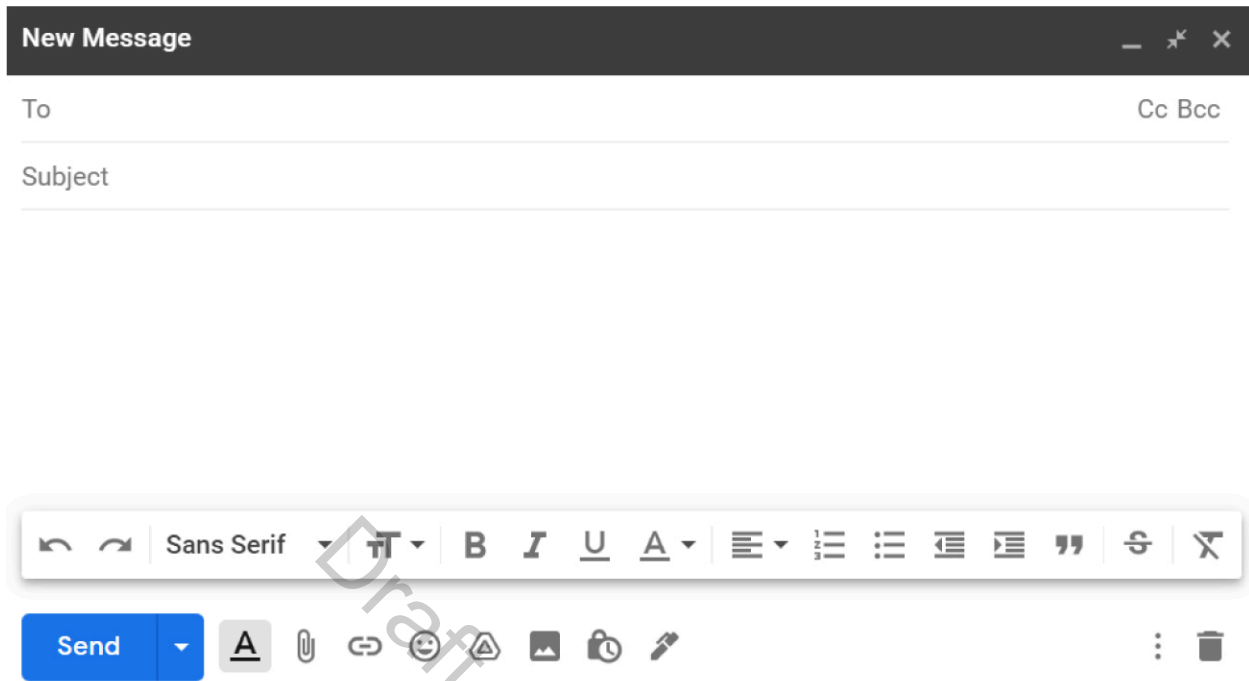 New Message
To Cc Bcc
Subject
Sans Serif
Send
Draft